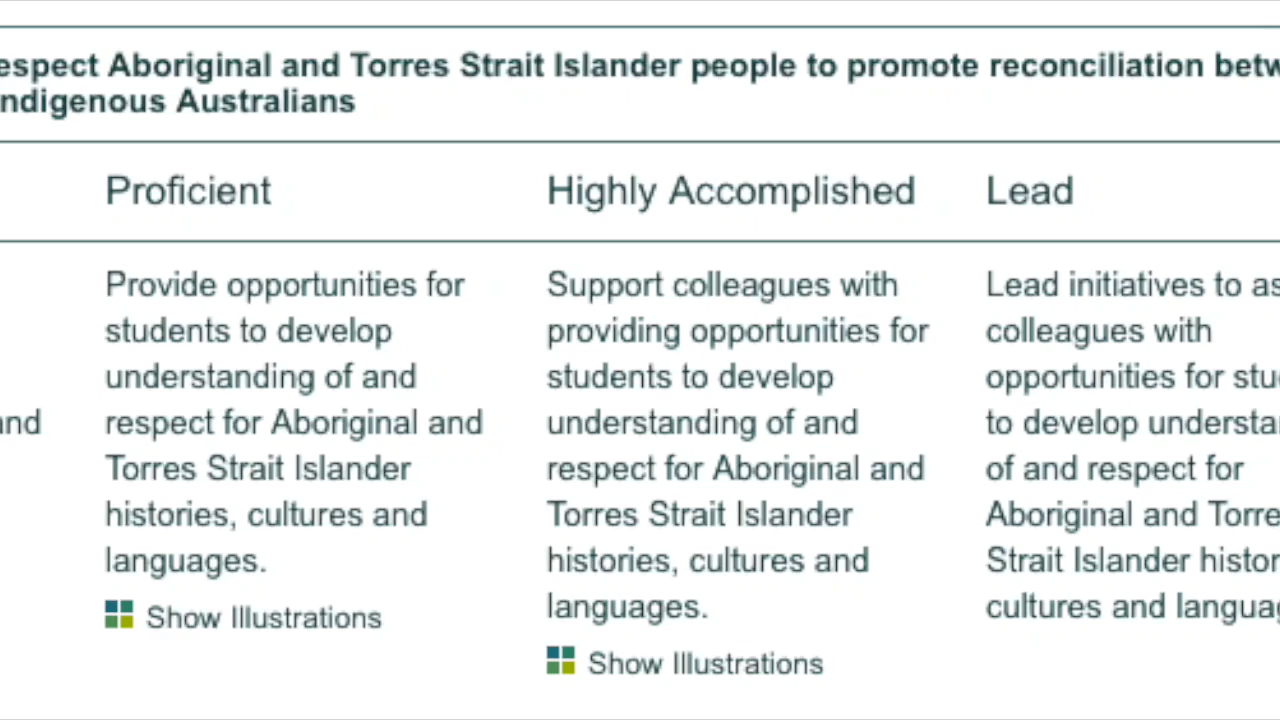 espect Aboriginal and Torres Strait Islander people to promote reconciliation betw
ndigenous Australians
Proficient
Highly Accomplished
Lead
and
Provide opportunities for
students to develop
understanding of and
respect for Aboriginal and
Torres Strait Islander
histories, cultures and
languages.
Show Illustrations
Support colleagues with
providing opportunities for
students to develop
understanding of and
respect for Aboriginal and
Torres Strait Islander
histories, cultures and
languages.
Show Illustrations
Lead initiatives to as
colleagues with
opportunities for stu
to develop understa
of and respect for
Aboriginal and Torre
Strait Islander histor
cultures and languag